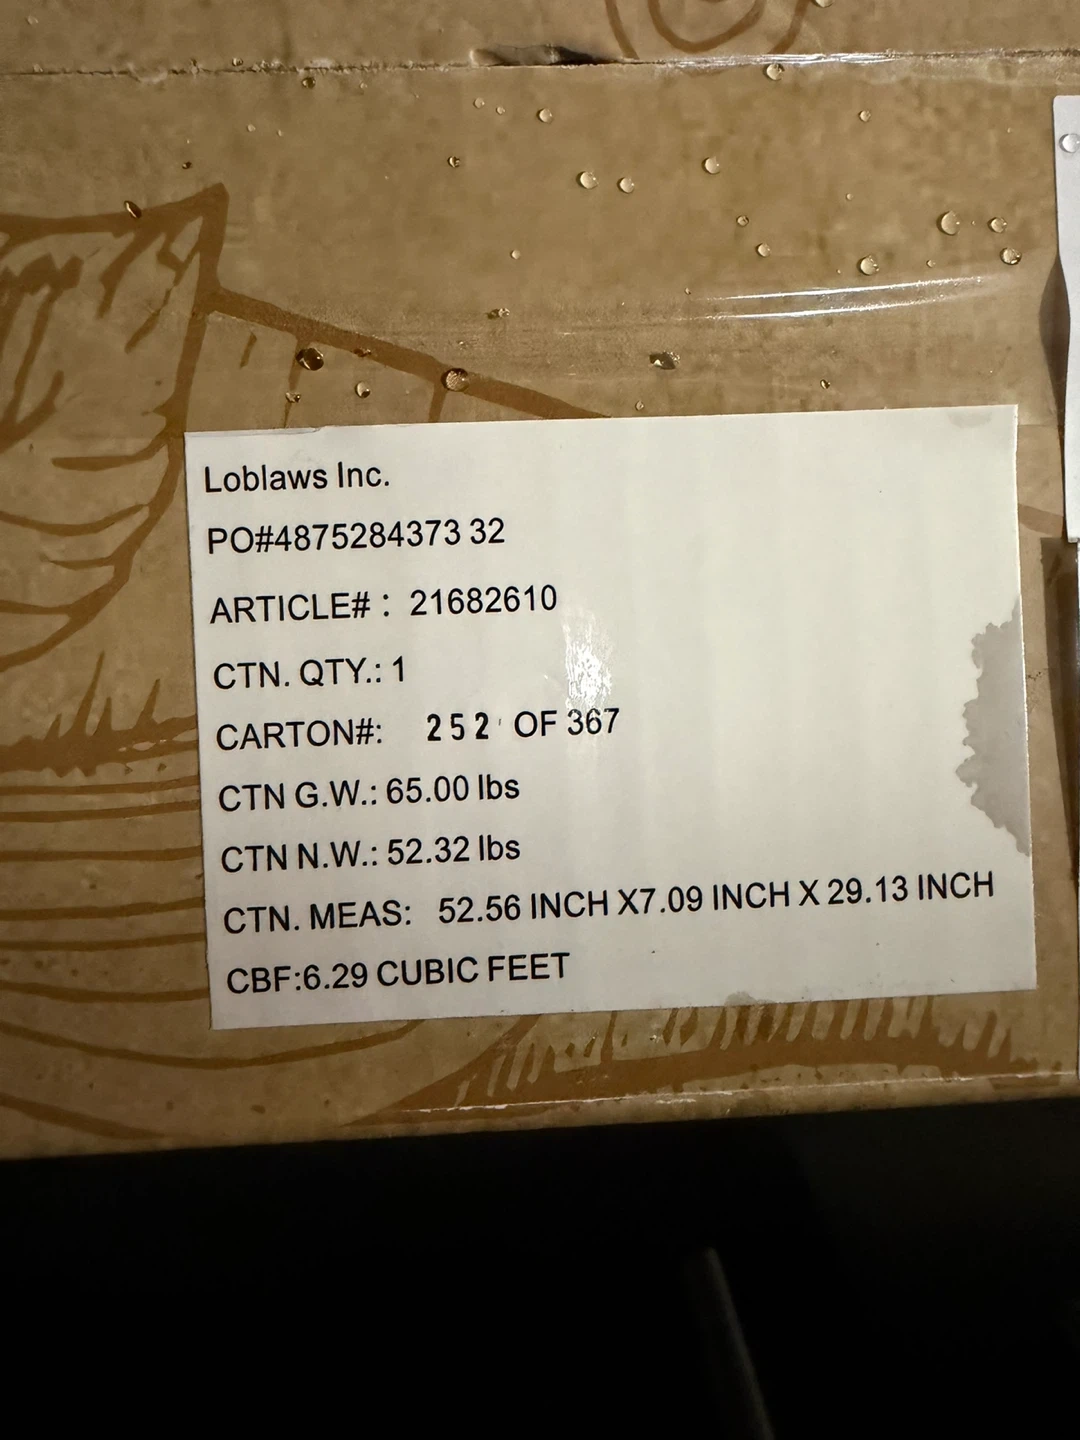 Loblaws Inc.
PO#4875284373 32
ARTICLE# : 21682610
CTN. QTY.: 1
CARTON#: 252 OF 367
CTN G.W.: 65.00 lbs
CTN N.W.: 52.32 lbs
CTN. MEAS: 52.56 INCH X7.09 INCH X 29.13 INCH
CBF:6.29 CUBIC FEET